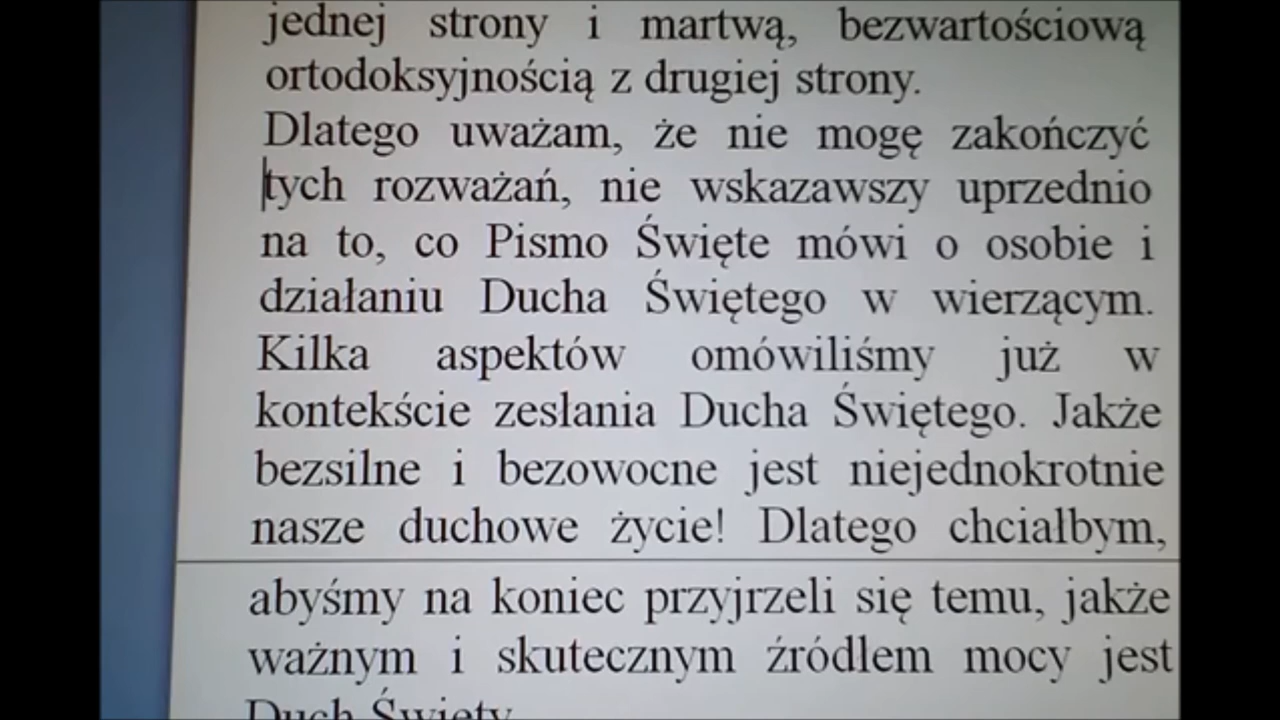 jednej strony i martwą, bezwartościową
ortodoksyjnością z drugiej strony.
Dlatego uważam, że nie mogę zakończyć
tych rozważań, nie wskazawszy uprzednio
na to, co Pismo Święte mówi o osobie i
działaniu Ducha Świętego w wierzącym.
Kilka aspektów omówiliśmy już w
kontekście zesłania Ducha Świętego. Jakże
bezsilne i bezowocne jest niejednokrotnie
nasze duchowe życie! Dlatego chciałbym,
abyśmy na koniec przyjrzeli się temu, jakże
ważnym i skutecznym źródłem mocy jest
Duch Święty